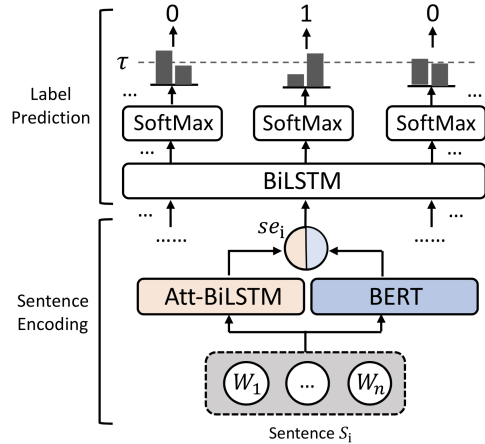 0 1 0
τ
... ...
Label
Prediction
SoftMax SoftMax SoftMax
... ...
BiLSTM
... ...
...... ......
se_i
Att-BiLSTM BERT
Sentence
Encoding
W_1 ... W_n
Sentence S_i